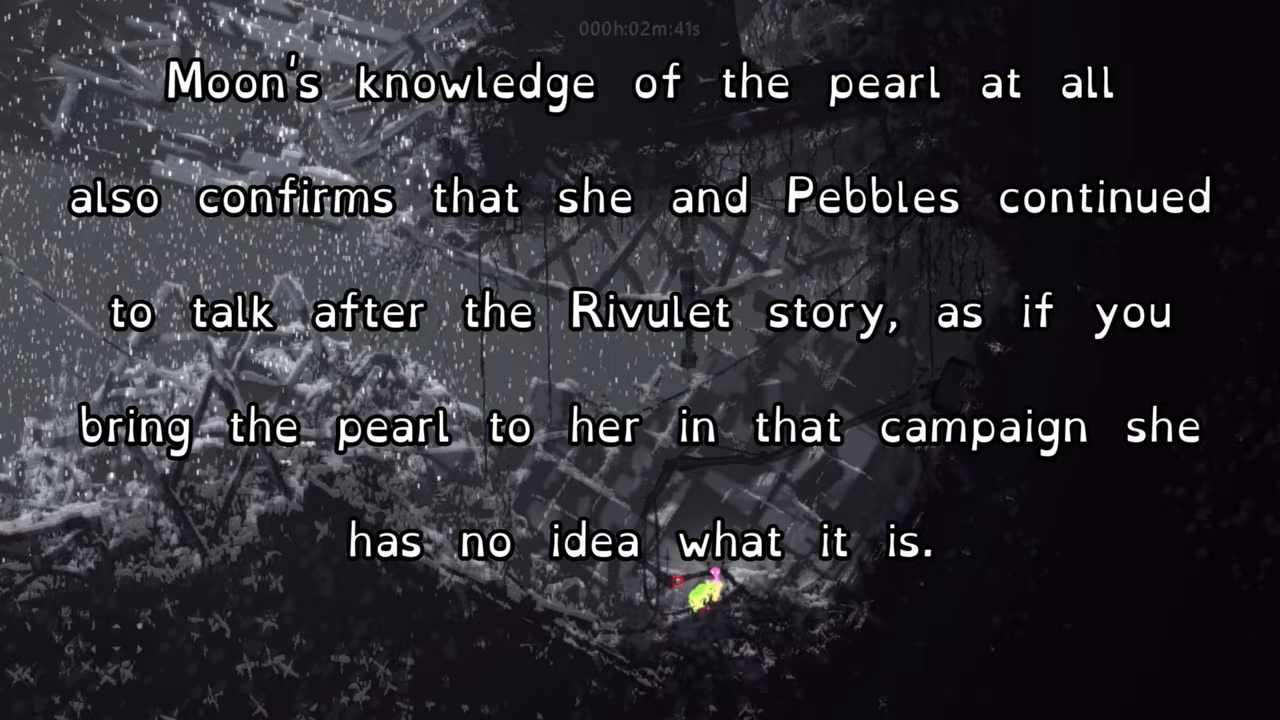 000h:02m:41s
Moon's knowledge of the pearl at all
also confirms that she and Pebbles continued
to talk after the Rivulet story, as if you
bring the pearl to her in that campaign she
has no idea what it is.